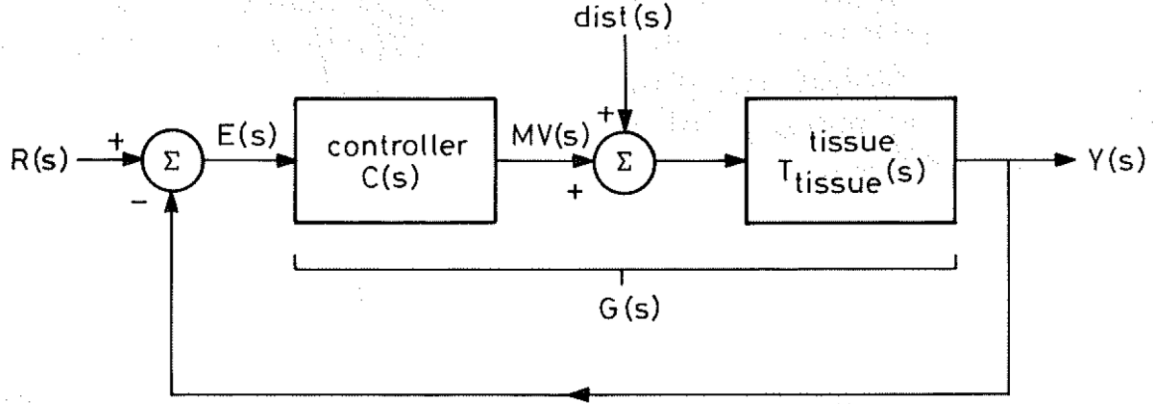 dist(s)
+
R(s)
+
Σ
-
E(s)
controller
C(s)
MV(s)
+
Σ
tissue
T_tissue(s)
Y(s)
G(s)